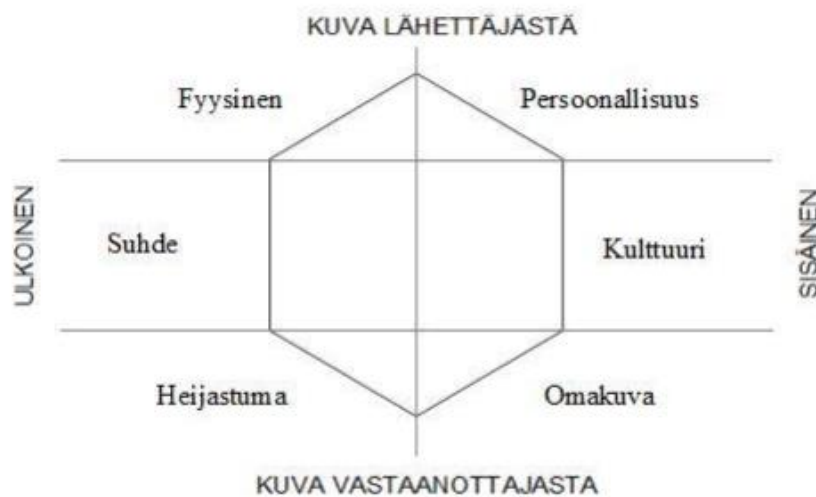 KUVA LÄHETTÄJÄSTÄ
Fyysinen
Persoonallisuus
ULKOINEN
Suhde
Kulttuuri
SISÄINEN
Heijastuma
Omakuva
KUVA VASTAANOTTAJASTA